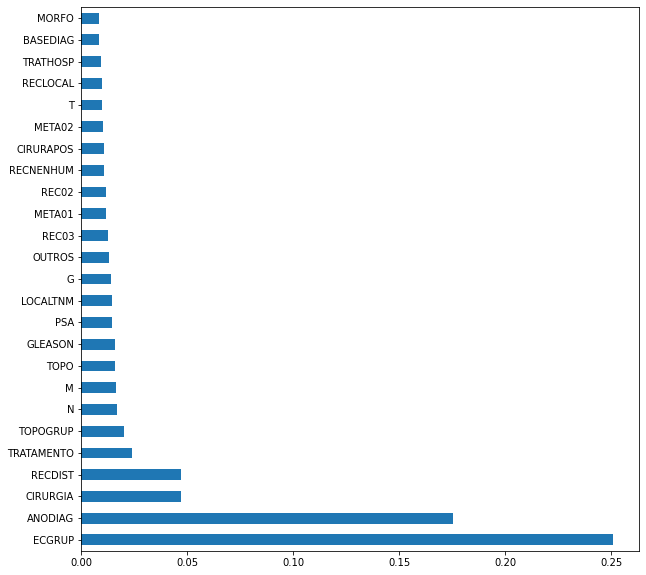 MORFO
BASEDIAG
TRATHOSP
RECLOCAL
T
META02
CIRURAPOS
RECNENHUM
REC02
META01
REC03
OUTROS
G
LOCALTNM
PSA
GLEASON
TOPO
M
N
TOPOGRUP
TRATAMENTO
RECDIST
CIRURGIA
ANODIAG
ECGRUP
0.00 0.05 0.10 0.15 0.20 0.25